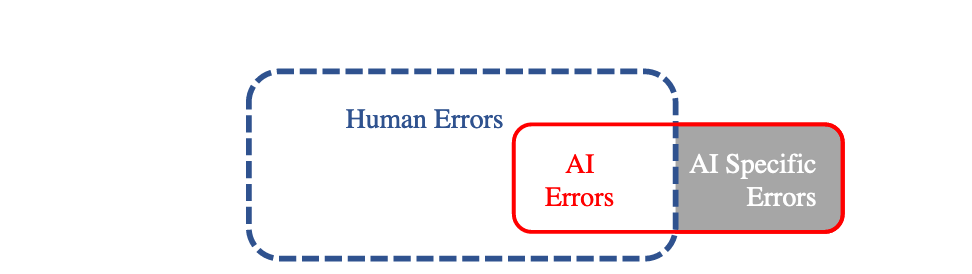 Human Errors
AI
Errors
AI Specific
Errors